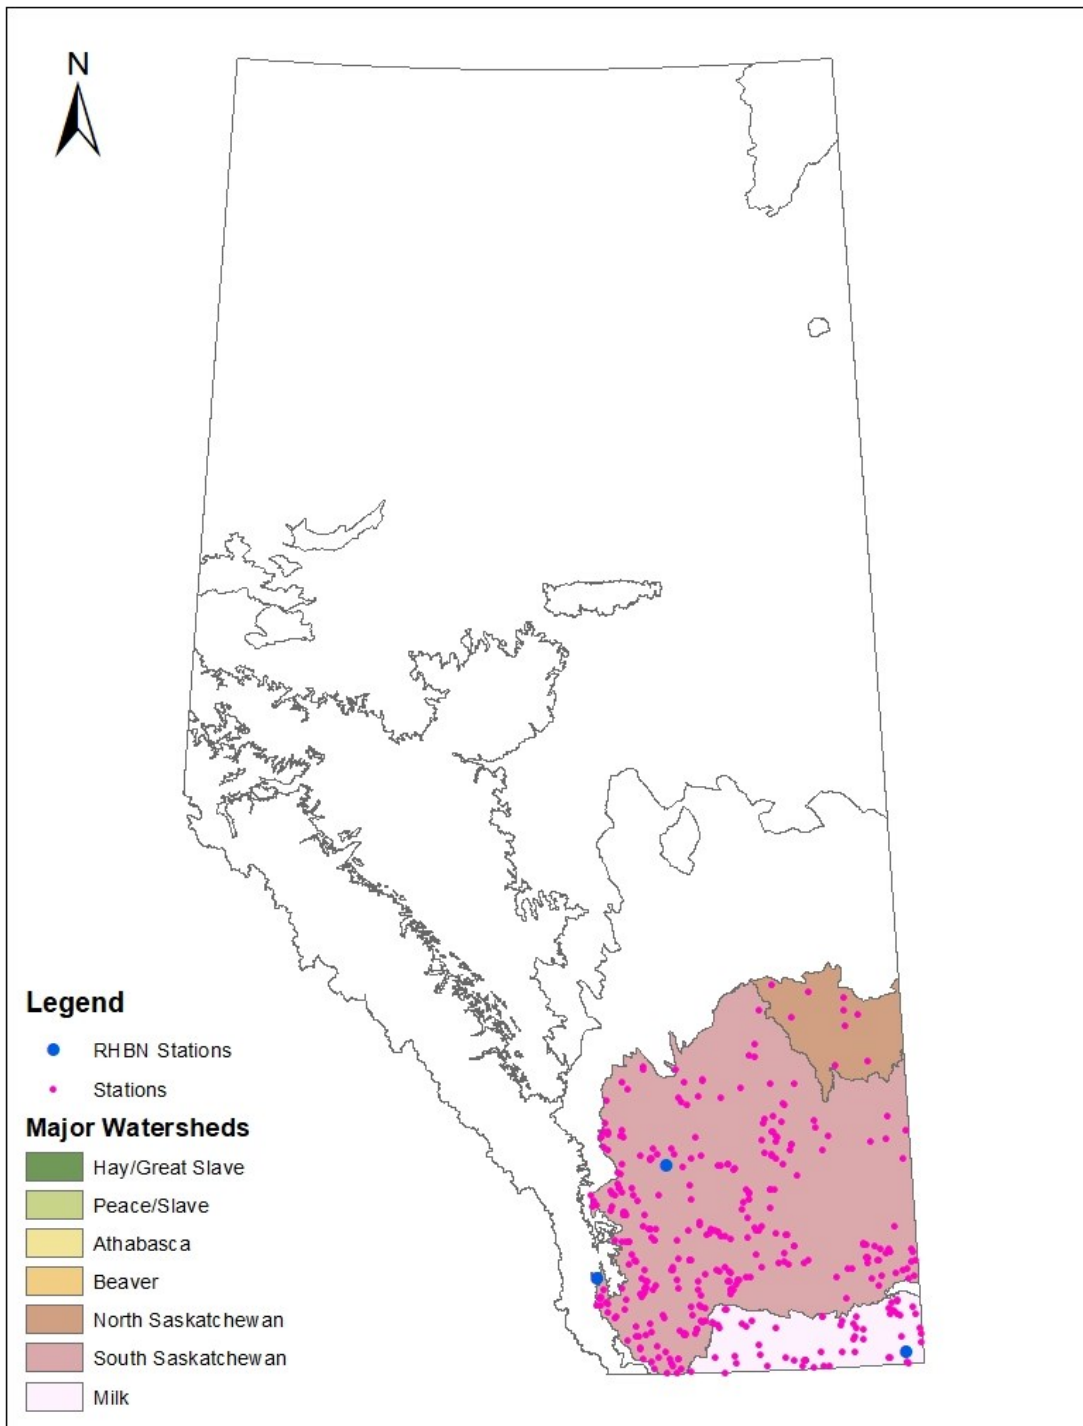 N
Legend
RHBN Stations
Stations
Major Watersheds
Hay/Great Slave
Peace/Slave
Athabasca
Beaver
North Saskatchewan
South Saskatchewan
Milk